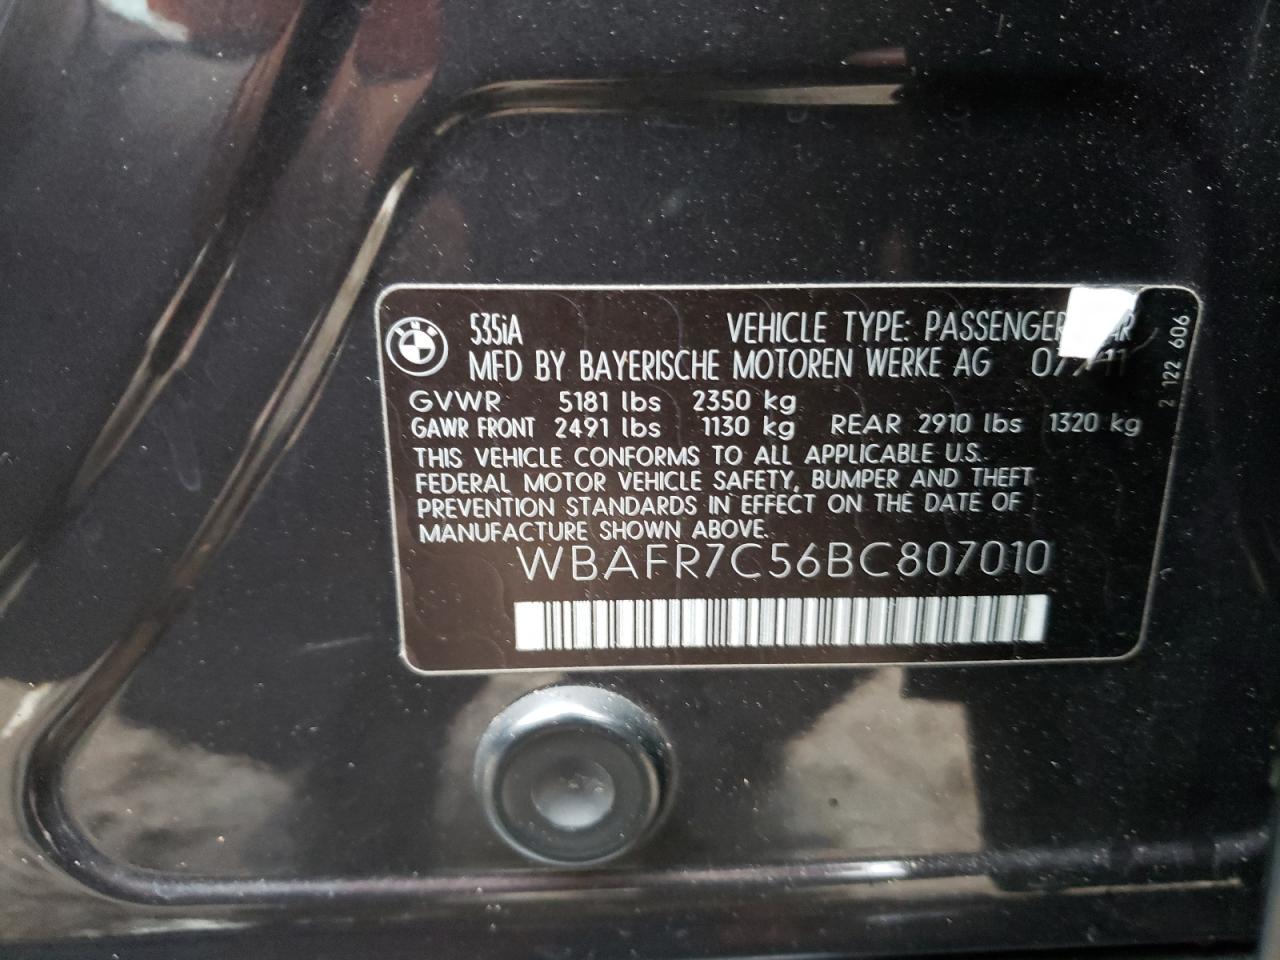 535iA
VEHICLE TYPE: PASSENGER
MFD BY BAYERISCHE MOTOREN WERKE AG
GVWR 5181 lbs 2350 kg
GAWR FRONT 2491 lbs 1130 kg REAR 2910 lbs 1320 kg
THIS VEHICLE CONFORMS TO ALL APPLICABLE U.S.
FEDERAL MOTOR VEHICLE SAFETY, BUMPER AND THEFT
PREVENTION STANDARDS IN EFFECT ON THE DATE OF
MANUFACTURE SHOWN ABOVE.
WBAFR7C56BC807010
2 122 606